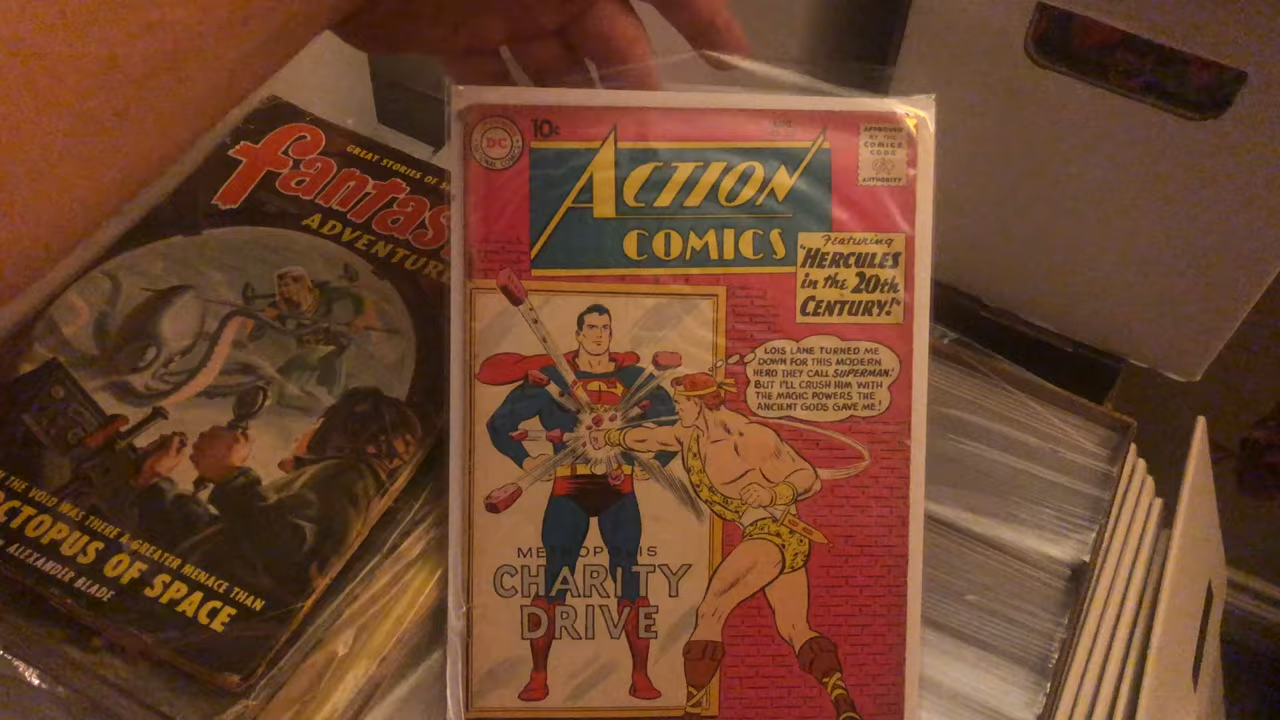 GREAT STORIES OF
fantas
ADVENTUR
THE VOID WAS THERE A GREATER MENACE THAN
OCTOPUS OF SPACE
ALEXANDER BLADE
DC
10¢
APPROVED
BY THE
COMICS
CODE
AUTHORITY
ACTION
COMICS
Featuring
"HERCULES
in the 20th
CENTURY!"
LOIS LANE TURNED ME
DOWN FOR THIS MODERN
HERO THEY CALL SUPERMAN!
BUT I'LL CRUSH HIM WITH
THE MAGIC POWERS THE
ANCIENT GODS GAVE ME!
S
METROPOLIS
CHARITY
DRIVE